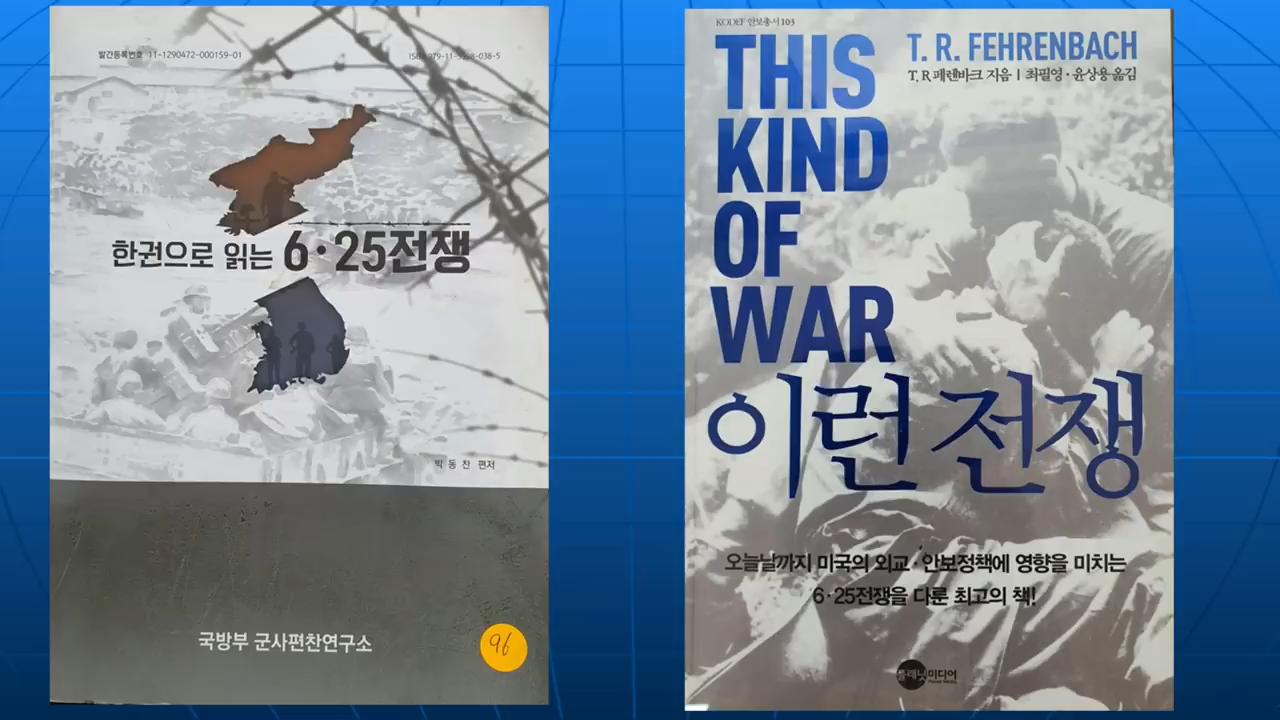 발간등록번호 11-1290472-000159-01
한권으로 읽는 6·25전쟁
박동찬 편저
국방부 군사편찬연구소
96
KODEF 안보총서 103
THIS
KIND
OF
WAR
T. R. FEHRENBACH
T. R. 페렌바크 지음 | 최필영·윤상용 옮김
이런 전쟁
오늘날까지 미국의 외교·안보정책에 영향을 미치는
6·25전쟁을 다룬 최고의 책!
플래닛미디어
Planet Media